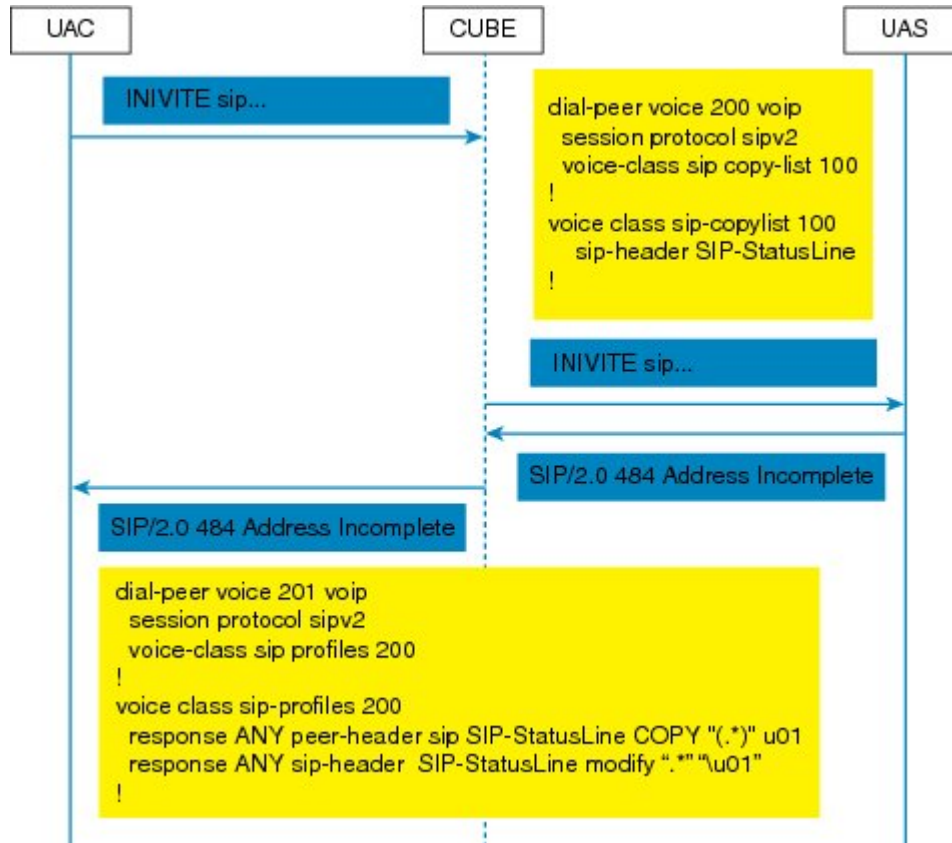 UAC
CUBE
UAS
INIVITE sip...
dial-peer voice 200 voip
session protocol sipv2
voice-class sip copy-list 100
!
voice class sip-copylist 100
sip-header SIP-StatusLine
!
INIVITE sip...
SIP/2.0 484 Address Incomplete
SIP/2.0 484 Address Incomplete
dial-peer voice 201 voip
session protocol sipv2
voice-class sip profiles 200
!
voice class sip-profiles 200
response ANY peer-header sip SIP-StatusLine COPY "(.*)" u01
response ANY sip-header SIP-StatusLine modify “.*” “\u01”
!